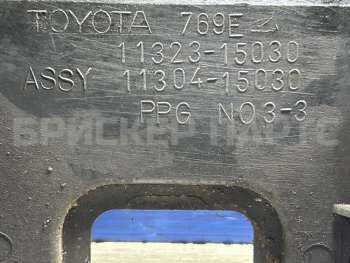 TOYOTA 769E
11323-15030
ASSY 11304-15030
PPG NO3-3
БРИСКЕР ПАРТС